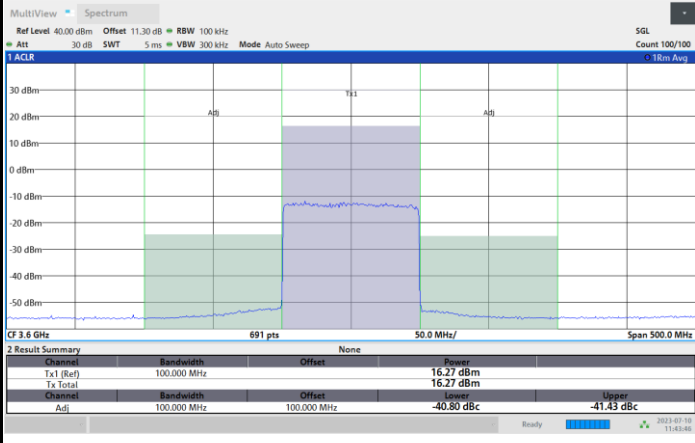 MultiView Spectrum
Ref Level 40.00 dBm Offset 11.30 dB RBW 100 kHz SGL
Att 30 dB SWT 5 ms VBW 300 kHz Mode Auto Sweep Count 100/100
1 ACLR 1Rm Avg
30 dBm
Tx1
20 dBm
Adj Adj
10 dBm
0 dBm
-10 dBm
-20 dBm
-30 dBm
-40 dBm
-50 dBm
CF 3.6 GHz 691 pts 50.0 MHz/ Span 500.0 MHz
2 Result Summary None
Channel Bandwidth Offset Power
Tx1 (Ref) 100.000 MHz 16.27 dBm
Tx Total 16.27 dBm
Channel Bandwidth Offset Lower Upper
Adj 100.000 MHz 100.000 MHz -40.80 dBc -41.43 dBc
Ready 2023-07-10
11:43:46